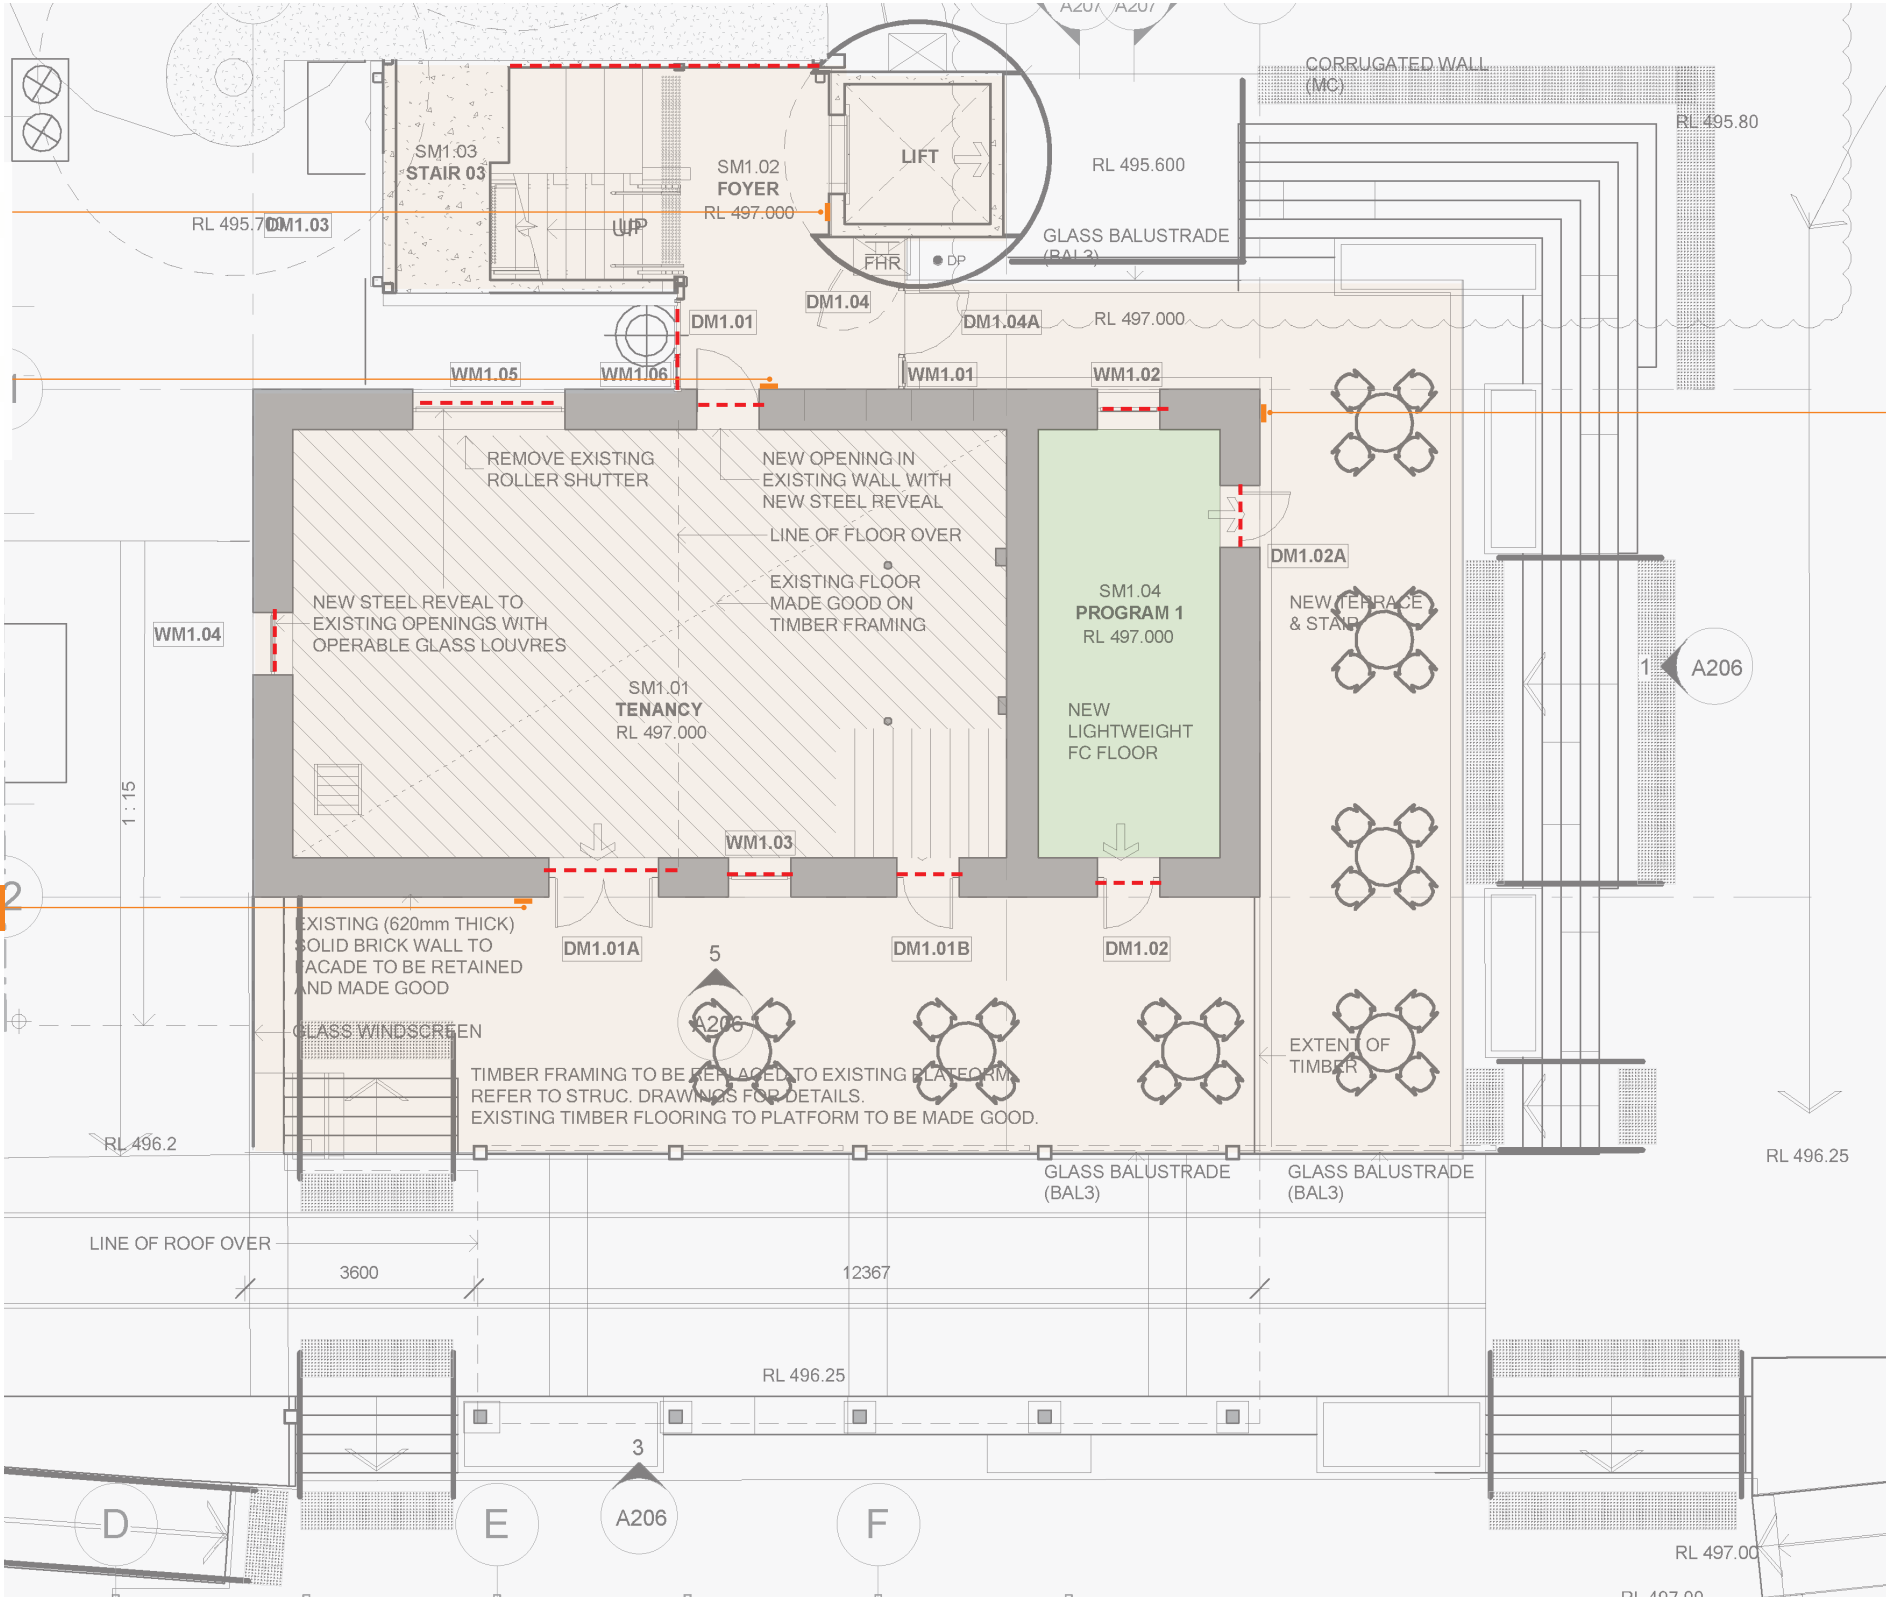 A207 A207
CORRUGATED WALL
(MC)
RL 495.80
SM1.03
STAIR 03
SM1.02
FOYER
RL 497.000
LIFT
RL 495.600
RL 495.700
DM1.03
UP
UP
GLASS BALUSTRADE
(BAL3)
FHR
DP
DM1.04
DM1.01
DM1.04A
RL 497.000
1
WM1.05
WM1.06
WM1.01
WM1.02
REMOVE EXISTING
ROLLER SHUTTER
NEW OPENING IN
EXISTING WALL WITH
NEW STEEL REVEAL
LINE OF FLOOR OVER
DM1.02A
EXISTING FLOOR
MADE GOOD ON
TIMBER FRAMING
NEW STEEL REVEAL TO
EXISTING OPENINGS WITH
OPERABLE GLASS LOUVRES
WM1.04
SM1.04
PROGRAM 1
RL 497.000
NEW TERRACE
& STAIR
1
A206
SM1.01
TENANCY
RL 497.000
NEW
LIGHTWEIGHT
FC FLOOR
1 : 15
WM1.03
2
EXISTING (620mm THICK)
SOLID BRICK WALL TO
FACADE TO BE RETAINED
AND MADE GOOD
DM1.01A
DM1.01B
DM1.02
5
A206
GLASS WINDSCREEN
EXTENT OF
TIMBER
TIMBER FRAMING TO BE REPLACED TO EXISTING PLATFORM.
REFER TO STRUC. DRAWINGS FOR DETAILS.
EXISTING TIMBER FLOORING TO PLATFORM TO BE MADE GOOD.
RL 496.2
RL 496.25
GLASS BALUSTRADE
(BAL3)
GLASS BALUSTRADE
(BAL3)
LINE OF ROOF OVER
3600
12367
RL 496.25
3
A206
D
E
F
RL 497.00
RL 497.00